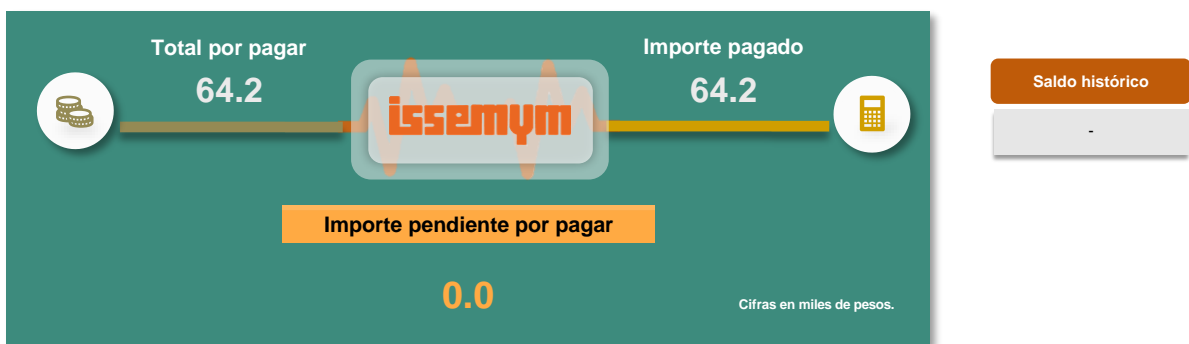 Total por pagar
64.2
issemym
Importe pagado
64.2
Importe pendiente por pagar
0.0
Cifras en miles de pesos.
Saldo histórico
-